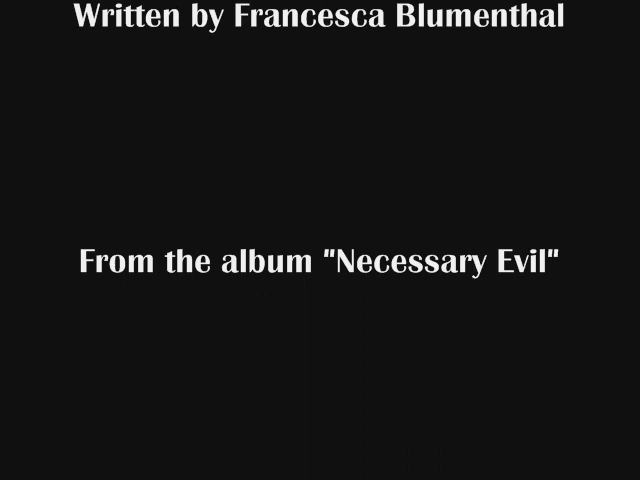 Written by Francesca Blumenthal
From the album "Necessary Evil"